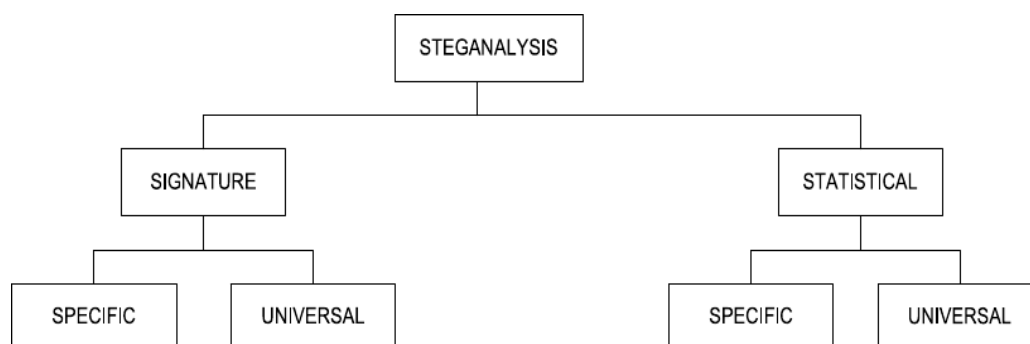 STEGANALYSIS
SIGNATURE
STATISTICAL
SPECIFIC
UNIVERSAL
SPECIFIC
UNIVERSAL